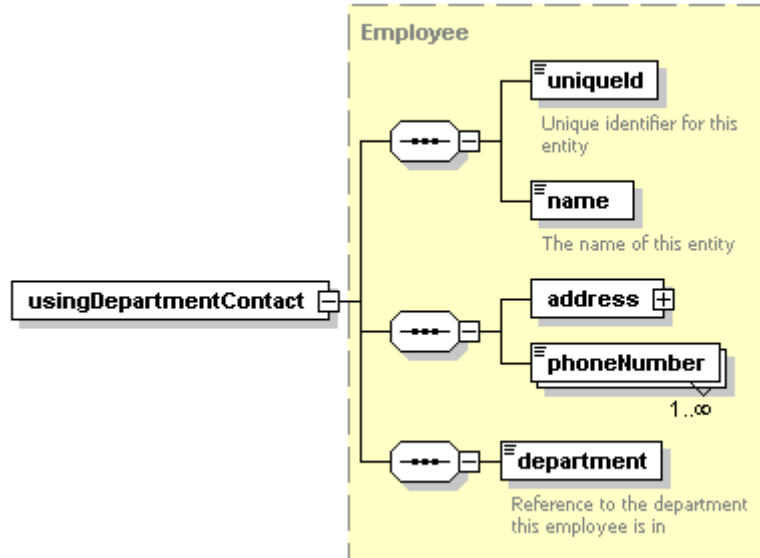 Employee
uniqueId
Unique identifier for this
entity
name
The name of this entity
usingDepartmentContact
address
phoneNumber
1..∞
department
Reference to the department
this employee is in